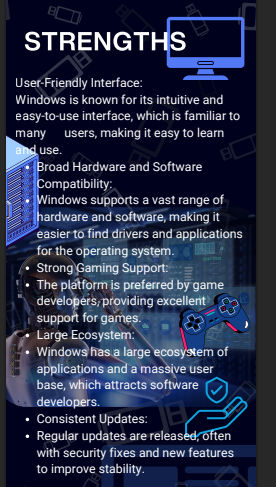 STRENGTHS
User-Friendly Interface:
Windows is known for its intuitive and
easy-to-use interface, which is familiar to
many users, making it easy to learn
and use.
• Broad Hardware and Software
Compatibility:
• Windows supports a vast range of
hardware and software, making it
easier to find drivers and applications
for the operating system.
• Strong Gaming Support:
• The platform is preferred by game
developers, providing excellent
support for games.
• Large Ecosystem:
• Windows has a large ecosystem of
applications and a massive user
base, which attracts software
developers.
• Consistent Updates:
• Regular updates are released, often
with security fixes and new features
to improve stability.